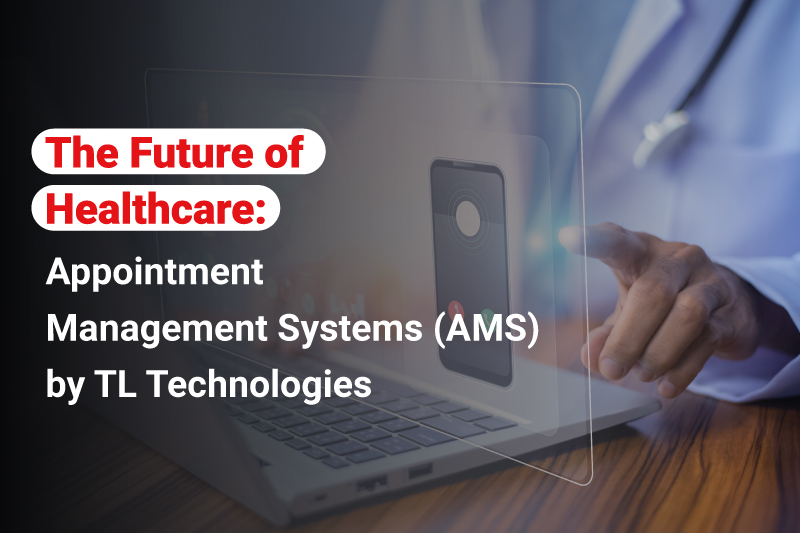 The Future of
Healthcare:
Appointment
Management Systems (AMS)
by TL Technologies